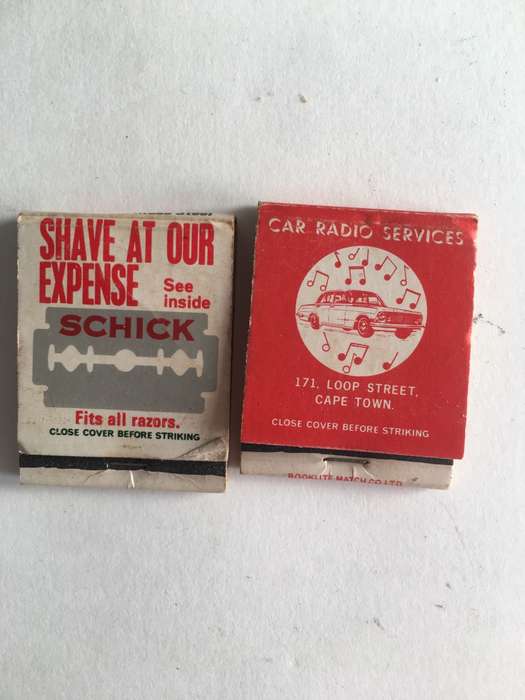 SHAVE AT OUR
EXPENSE
See
inside
SCHICK
Fits all razors.
CLOSE COVER BEFORE STRIKING
CAR RADIO SERVICES
171, LOOP STREET,
CAPE TOWN.
CLOSE COVER BEFORE STRIKING
BOOKLITE MATCH CO LTD